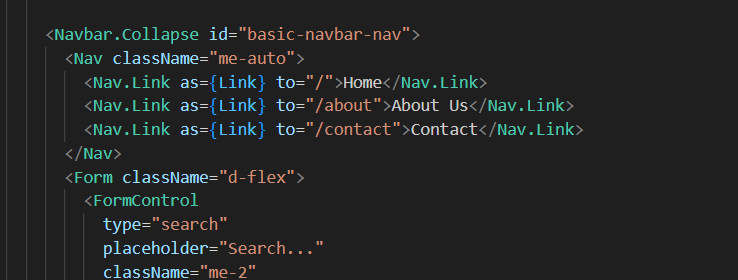 <Navbar.Collapse id="basic-navbar-nav">
<Nav className="me-auto">
<Nav.Link as={Link} to="/">Home</Nav.Link>
<Nav.Link as={Link} to="/about">About Us</Nav.Link>
<Nav.Link as={Link} to="/contact">Contact</Nav.Link>
</Nav>
<Form className="d-flex">
<FormControl
type="search"
placeholder="Search..."
className="me-2"